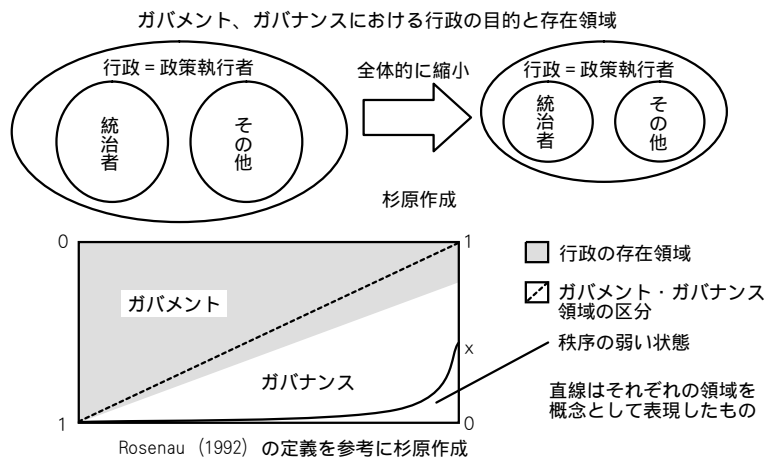 ガバメント、ガバナンスにおける行政の目的と存在領域
行政 = 政策執行者
統治者
その他
全体的に縮小
行政 = 政策執行者
統治者
その他
杉原作成
0
1
ガバメント
ガバナンス
x
1
0
行政の存在領域
ガバメント・ガバナンス
領域の区分
秩序の弱い状態
直線はそれぞれの領域を
概念として表現したもの
Rosenau (1992) の定義を参考に杉原作成